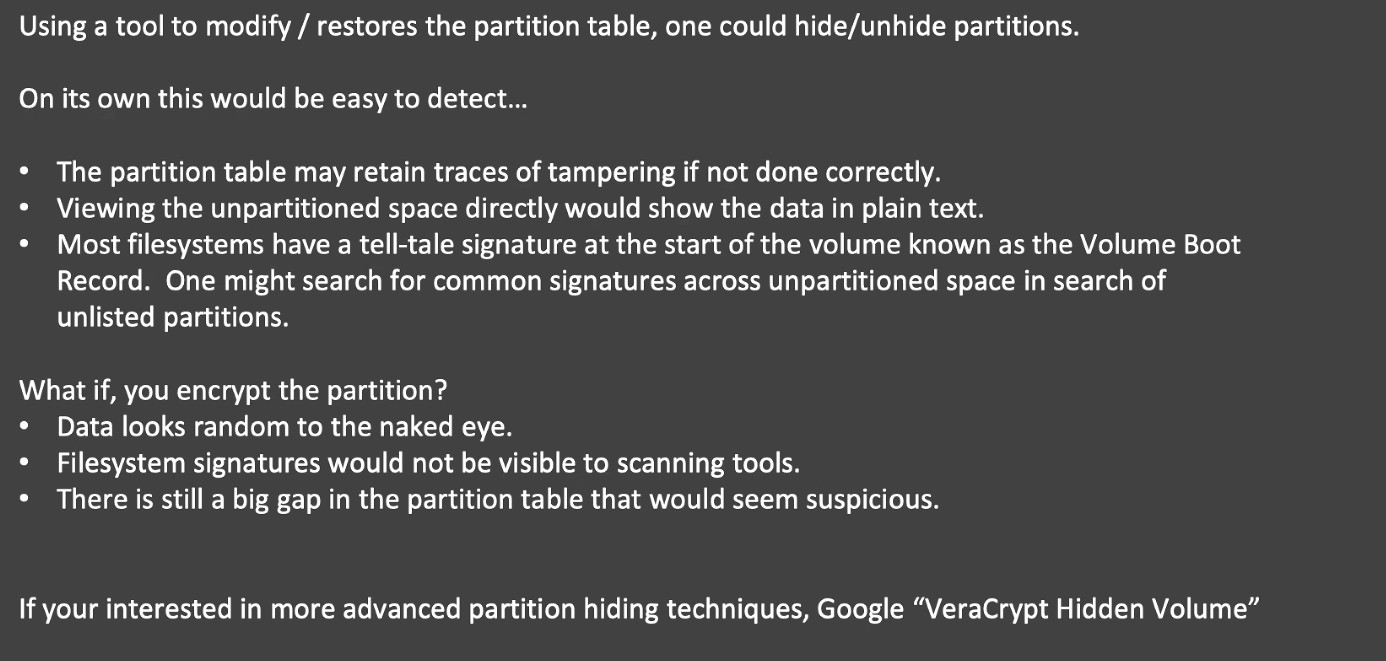 Using a tool to modify / restores the partition table, one could hide/unhide partitions.
On its own this would be easy to detect...
• The partition table may retain traces of tampering if not done correctly.
• Viewing the unpartitioned space directly would show the data in plain text.
• Most filesystems have a tell-tale signature at the start of the volume known as the Volume Boot
Record.  One might search for common signatures across unpartitioned space in search of
unlisted partitions.
What if, you encrypt the partition?
• Data looks random to the naked eye.
• Filesystem signatures would not be visible to scanning tools.
• There is still a big gap in the partition table that would seem suspicious.
If your interested in more advanced partition hiding techniques, Google “VeraCrypt Hidden Volume”